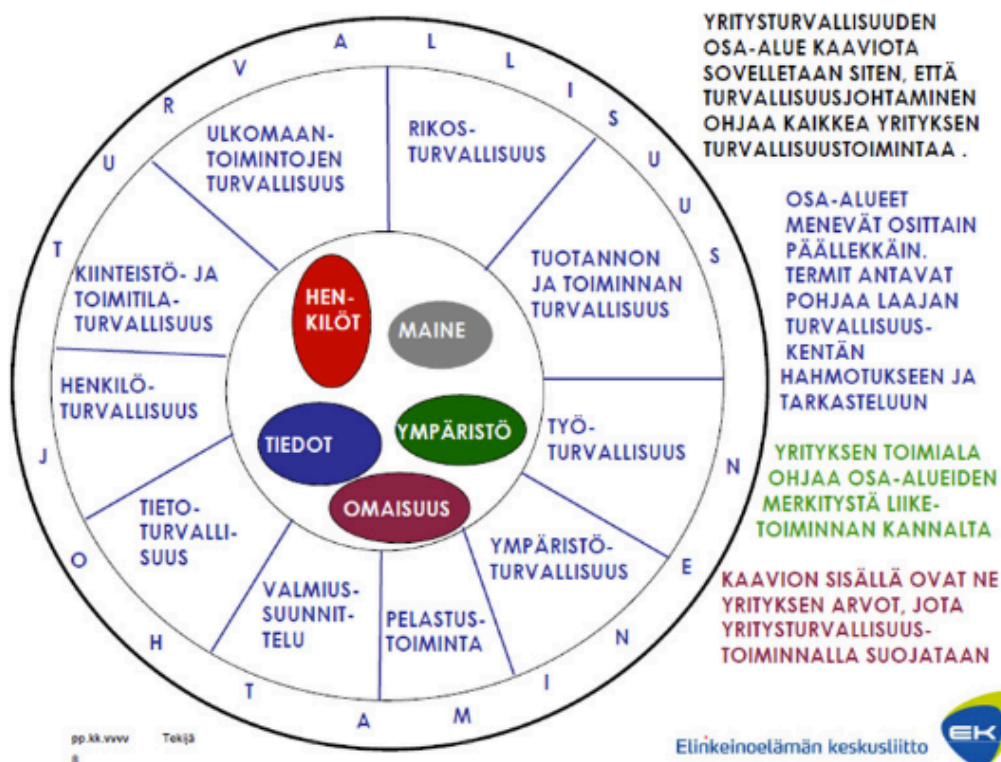 TURVALLISUUSJOHTAMINEN
ULKOMAAN-
TOIMINTOJEN
TURVALLISUUS
RIKOS-
TURVALLISUUS
TUOTANNON
JA TOIMINNAN
TURVALLISUUS
TYÖ-
TURVALLISUUS
YMPÄRISTÖ-
TURVALLISUUS
PELASTUS-
TOIMINTA
VALMIUS-
SUUNNIT-
TELU
TIETO-
TURVALLI-
SUUS
HENKILÖ-
TURVALLISUUS
KIINTEISTÖ- JA
TOIMITILA-
TURVALLISUUS
HEN-
KILÖT
MAINE
TIEDOT
YMPÄRISTÖ
OMAISUUS
YRITYSTURVALLISUUDEN
OSA-ALUE KAAVIOTA
SOVELLETAAN SITEN, ETTÄ
TURVALLISUUSJOHTAMINEN
OHJAA KAIKKEA YRITYKSEN
TURVALLISUUSTOIMINTAA .
OSA-ALUEET
MENEVÄT OSITTAIN
PÄÄLLEKKÄIN.
TERMIT ANTAVAT
POHJAA LAAJAN
TURVALLISUUS-
KENTÄN
HAHMOTUKSEEN JA
TARKASTELUUN
YRITYKSEN TOIMIALA
OHJAA OSA-ALUEIDEN
MERKITYSTÄ LIIKE-
TOIMINNAN KANNALTA
KAAVION SISÄLLÄ OVAT NE
YRITYKSEN ARVOT, JOTA
YRITYSTURVALLISUUS-
TOIMINNALLA SUOJATAAN
pp.kk.vvvv Tekijä
8
Elinkeinoelämän keskusliitto
EK